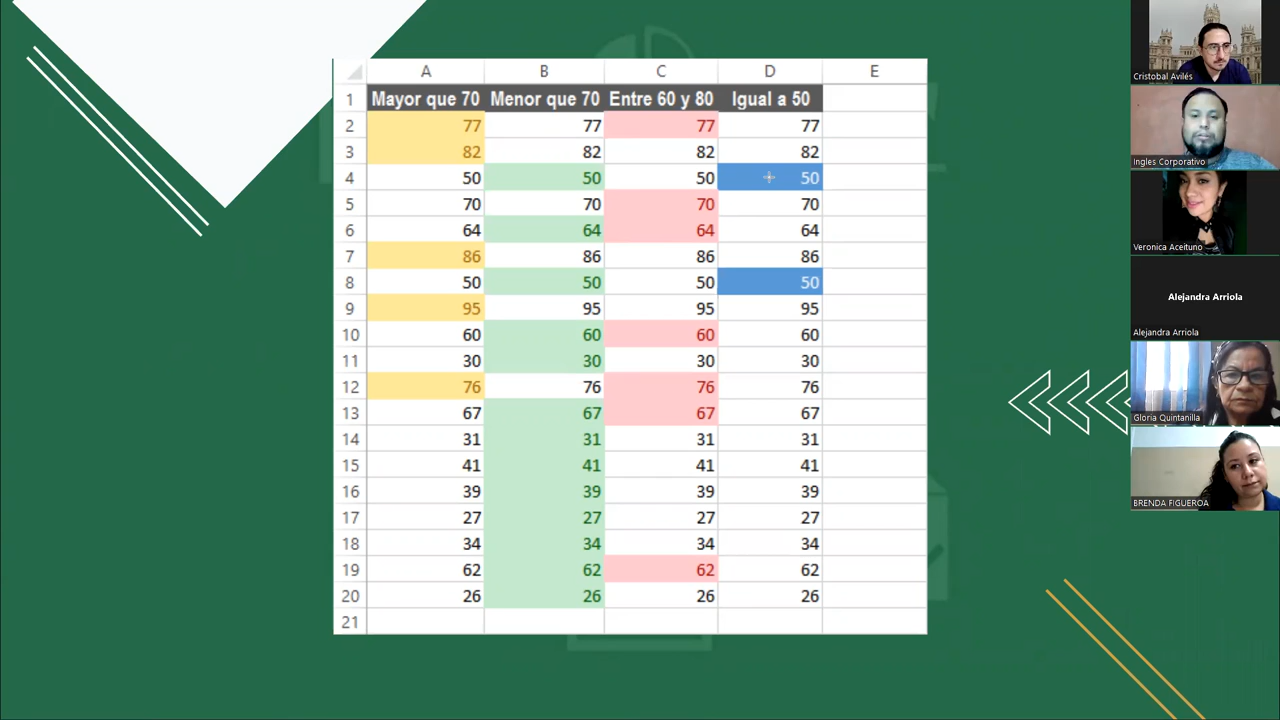 A B C D E
1 Mayor que 70 Menor que 70 Entre 60 y 80 Igual a 50
2 77 77 77 77
3 82 82 82 82
4 50 50 50 50
5 70 70 70 70
6 64 64 64 64
7 86 86 86 86
8 50 50 50 50
9 95 95 95 95
10 60 60 60 60
11 30 30 30 30
12 76 76 76 76
13 67 67 67 67
14 31 31 31 31
15 41 41 41 41
16 39 39 39 39
17 27 27 27 27
18 34 34 34 34
19 62 62 62 62
20 26 26 26 26
21
Cristobal Avilés
Ingles Corporativo
Veronica Aceituno
Alejandra Arriola
Alejandra Arriola
Gloria Quintanilla
BRENDA FIGUEROA